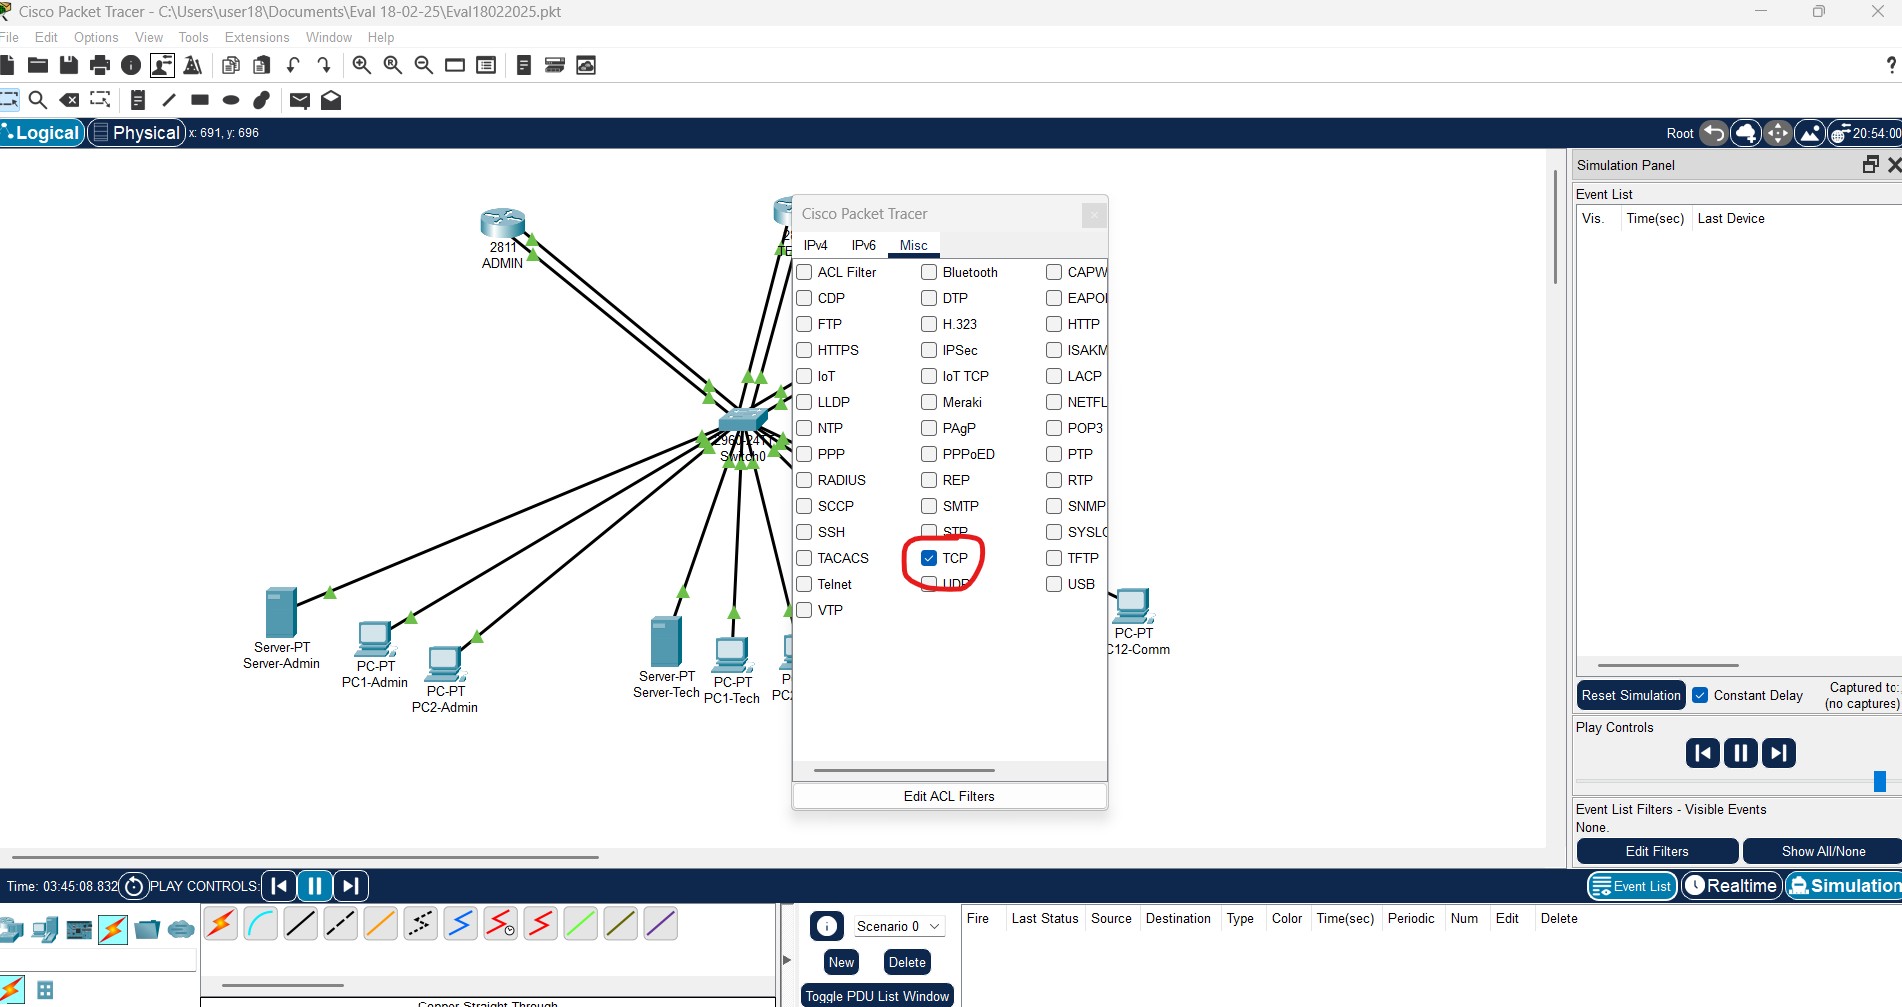 Cisco Packet Tracer - C:\Users\user18\Documents\Eval 18-02-25\Eval18022025.pkt
File Edit Options View Tools Extensions Window Help
Logical Physical x: 691, y: 696 Root 20:54:00
Simulation Panel
Event List
Vis. Time(sec) Last Device
2811
ADMIN
Cisco Packet Tracer
IPv4 IPv6 Misc
ACL Filter Bluetooth CAPW
CDP DTP EAPO
FTP H.323 HTTP
HTTPS IPSec ISAKM
IoT IoT TCP LACP
LLDP Meraki NETFL
NTP PAgP POP3
PPP PPPoED PTP
RADIUS REP RTP
SCCP SMTP SNMP
SSH STP SYSLO
TACACS TCP TFTP
Telnet UDP USB
VTP
Edit ACL Filters
2960-24TT
Switch0
Server-PT
Server-Admin
PC-PT
PC1-Admin
PC-PT
PC2-Admin
Server-PT
Server-Tech
PC-PT
PC1-Tech
PC-PT
C12-Comm
Reset Simulation Constant Delay Captured to:
(no captures)
Play Controls
Event List Filters - Visible Events
None.
Edit Filters Show All/None
Time: 03:45:08.832 PLAY CONTROLS: Event List Realtime Simulation
Scenario 0
New Delete
Toggle PDU List Window
Fire Last Status Source Destination Type Color Time(sec) Periodic Num Edit Delete
Copper Straight-Through